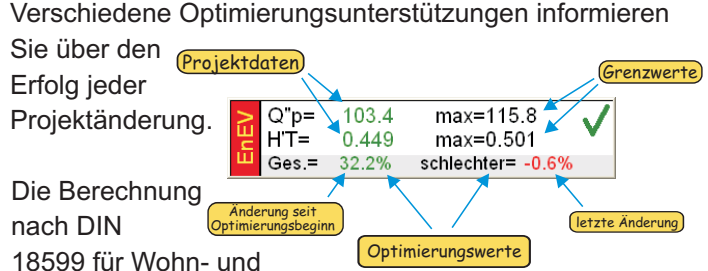 Verschiedene Optimierungsunterstützungen informieren
Sie über den
Erfolg jeder
Projektänderung.
Projektdaten
Grenzwerte
EnEV
Q"p= 103.4 max=115.8
H'T= 0.449 max=0.501
Ges.= 32.2% schlechter= -0.6%
Änderung seit
Optimierungsbeginn
Optimierungswerte
letzte Änderung
Die Berechnung
nach DIN
18599 für Wohn- und